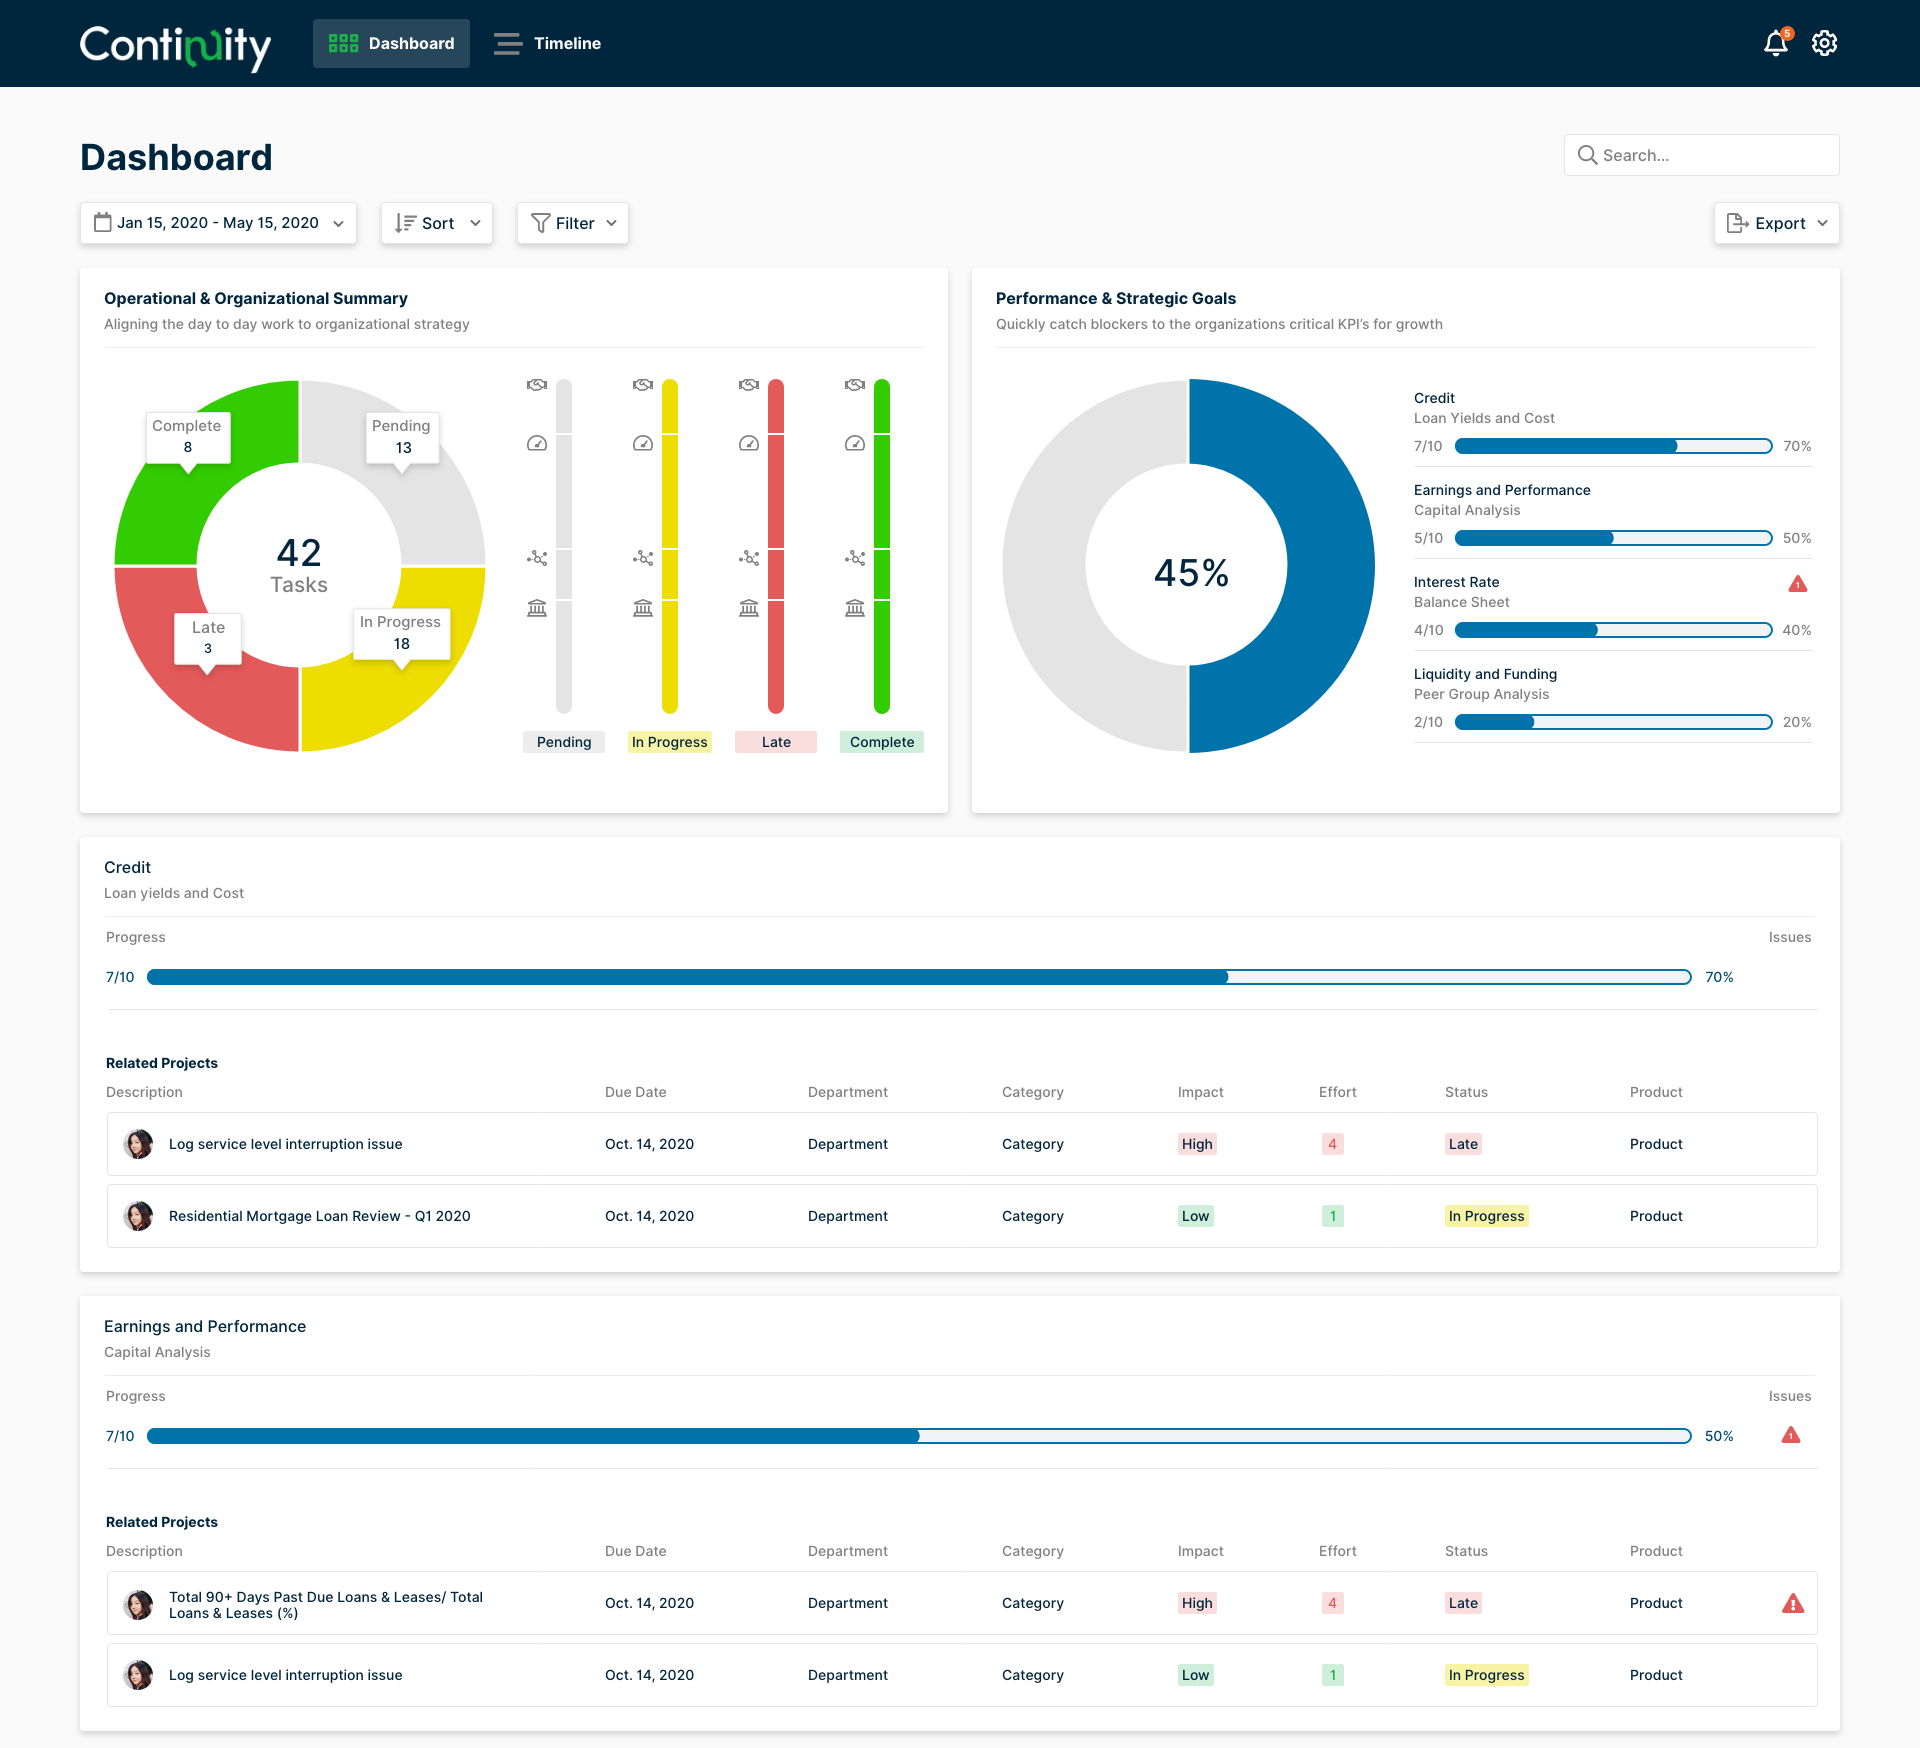 Continuity
Dashboard
Timeline
5
Dashboard
Search...
Jan 15, 2020 - May 15, 2020
Sort
Filter
Export
Operational & Organizational Summary
Aligning the day to day work to organizational strategy
Complete
8
Pending
13
42
Tasks
Late
3
In Progress
18
Pending
In Progress
Late
Complete
Performance & Strategic Goals
Quickly catch blockers to the organizations critical KPI's for growth
45%
Credit
Loan Yields and Cost
7/10
70%
Earnings and Performance
Capital Analysis
5/10
50%
Interest Rate
1
Balance Sheet
4/10
40%
Liquidity and Funding
Peer Group Analysis
2/10
20%
Credit
Loan yields and Cost
Progress
Issues
7/10
70%
Related Projects
Description Due Date Department Category Impact Effort Status Product
Log service level interruption issue Oct. 14, 2020 Department Category High 4 Late Product
Residential Mortgage Loan Review - Q1 2020 Oct. 14, 2020 Department Category Low 1 In Progress Product
Earnings and Performance
Capital Analysis
Progress
Issues
7/10
50%
1
Related Projects
Description Due Date Department Category Impact Effort Status Product
Total 90+ Days Past Due Loans & Leases/ Total
Loans & Leases (%)
Oct. 14, 2020 Department Category High 4 Late Product
Log service level interruption issue Oct. 14, 2020 Department Category Low 1 In Progress Product